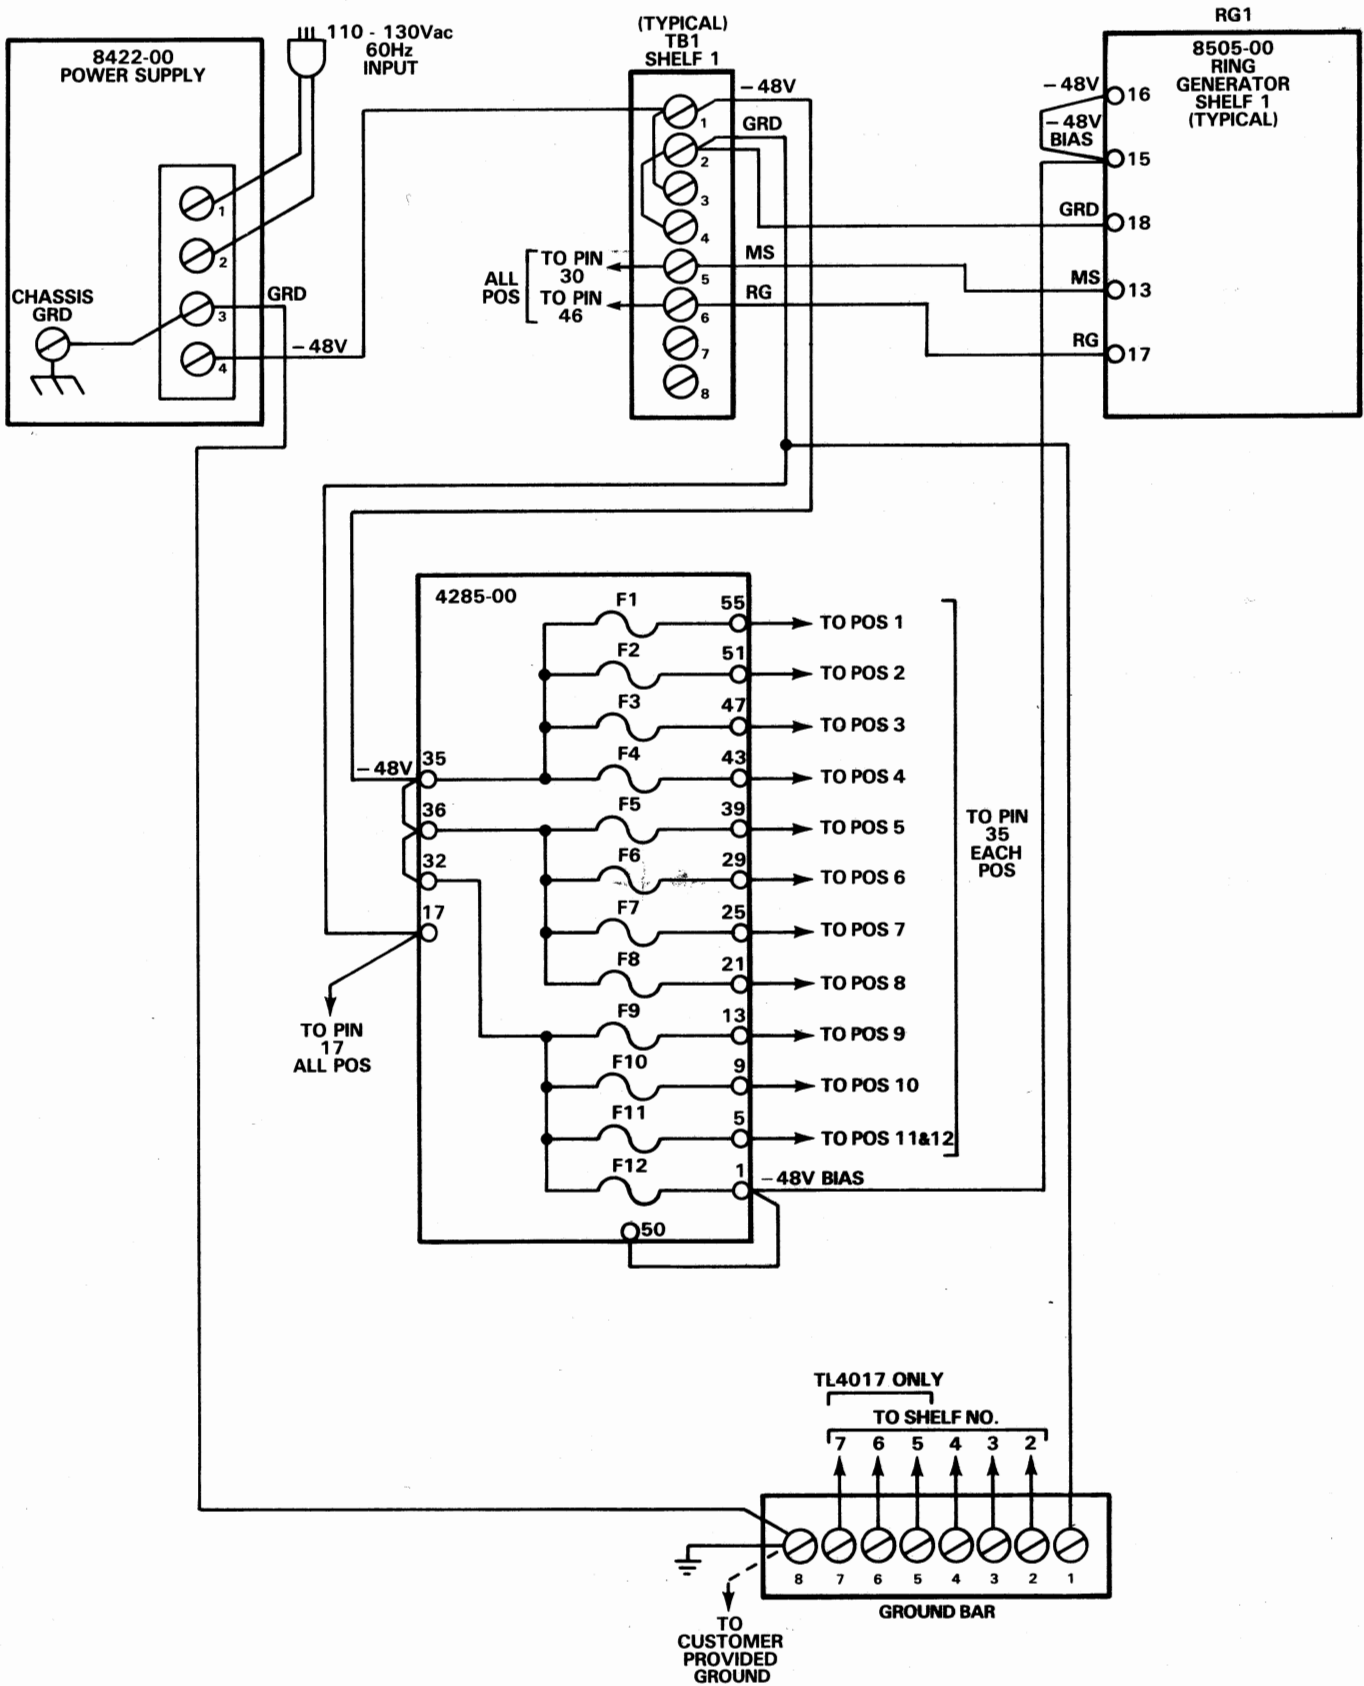 8422-00
POWER SUPPLY
1
2
3
4
CHASSIS
GRD
GRD
– 48V
110 - 130Vac
60Hz
INPUT
(TYPICAL)
TB1
SHELF 1
1
2
3
4
5
6
7
8
– 48V
GRD
MS
RG
ALL
POS
TO PIN
30
TO PIN
46
RG1
8505-00
RING
GENERATOR
SHELF 1
(TYPICAL)
– 48V
16
– 48V
BIAS
15
GRD
18
MS
13
RG
17
4285-00
F1
55
TO POS 1
F2
51
TO POS 2
F3
47
TO POS 3
F4
43
TO POS 4
F5
39
TO POS 5
F6
29
TO POS 6
F7
25
TO POS 7
F8
21
TO POS 8
F9
13
TO POS 9
F10
9
TO POS 10
F11
5
TO POS 11&12
F12
1
– 48V BIAS
50
– 48V
35
36
32
17
TO PIN
17
ALL POS
TO PIN
35
EACH
POS
TL4017 ONLY
TO SHELF NO.
7 6 5 4 3 2
8 7 6 5 4 3 2 1
GROUND BAR
TO
CUSTOMER
PROVIDED
GROUND